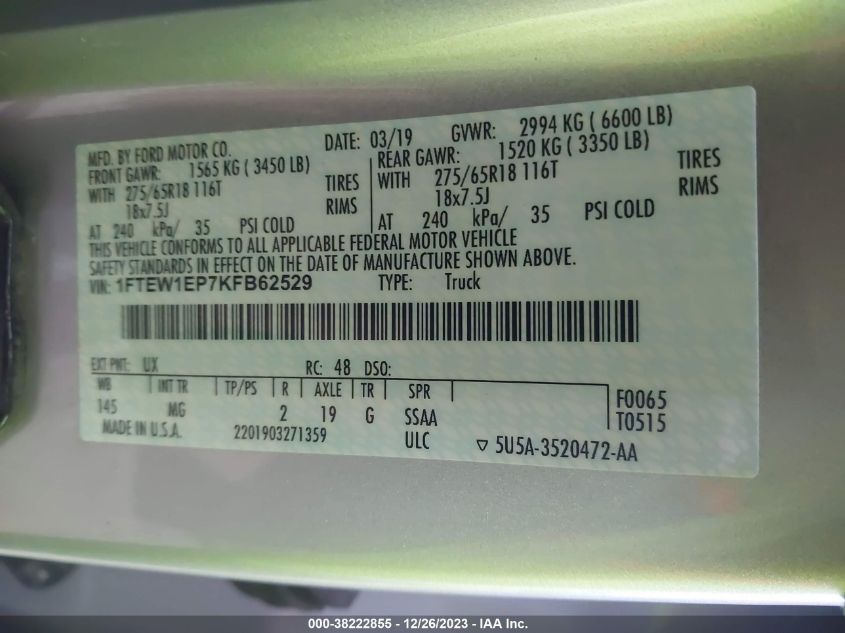 MFD. BY FORD MOTOR CO. DATE: 03/19 GVWR: 2994 KG ( 6600 LB)
FRONT GAWR: 1565 KG ( 3450 LB) REAR GAWR: 1520 KG ( 3350 LB)
WITH 275/65R18 116T TIRES WITH 275/65R18 116T TIRES
18x7.5J RIMS 18x7.5J RIMS
AT 240 kPa/ 35 PSI COLD AT 240 kPa/ 35 PSI COLD
THIS VEHICLE CONFORMS TO ALL APPLICABLE FEDERAL MOTOR VEHICLE
SAFETY STANDARDS IN EFFECT ON THE DATE OF MANUFACTURE SHOWN ABOVE.
VIN: 1FTEW1EP7KFB62529 TYPE: Truck
EXT PNT: UX RC: 48 DSO:
WB INT TR TP/PS R AXLE TR SPR F0065
145 MG 2 19 G SSAA T0515
MADE IN U.S.A. 2201903271359 ULC ▽ 5U5A-3520472-AA
000-38222855 - 12/26/2023 - IAA Inc.